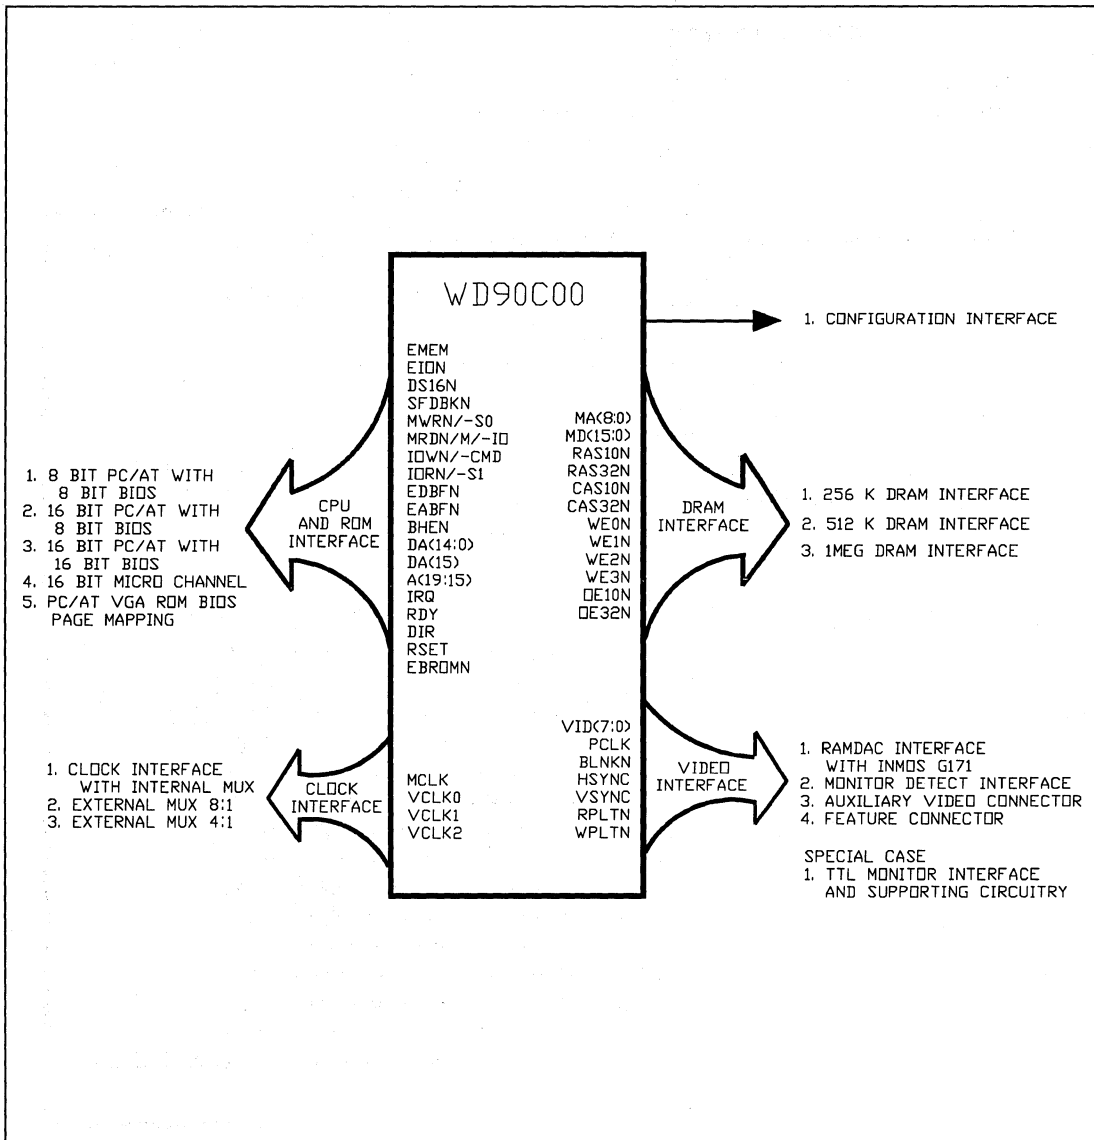 WD90C00
1. CONFIGURATION INTERFACE
EMEM
EION
DS16N
SFDBKN
MWRN/-S0
MRDN/M/-IO
IOWN/-CMD
IORN/-S1
EDBFN
EABFN
BHEN
DA(14:0)
DA(15)
A(19:15)
IRQ
RDY
DIR
RSET
EBROMN
CPU
AND ROM
INTERFACE
1. 8 BIT PC/AT WITH
8 BIT BIOS
2. 16 BIT PC/AT WITH
8 BIT BIOS
3. 16 BIT PC/AT WITH
16 BIT BIOS
4. 16 BIT MICRO CHANNEL
5. PC/AT VGA ROM BIOS
PAGE MAPPING
MA(8:0)
MD(15:0)
RAS10N
RAS32N
CAS10N
CAS32N
WE0N
WE1N
WE2N
WE3N
OE10N
OE32N
DRAM
INTERFACE
1. 256 K DRAM INTERFACE
2. 512 K DRAM INTERFACE
3. 1MEG DRAM INTERFACE
MCLK
VCLK0
VCLK1
VCLK2
CLOCK
INTERFACE
1. CLOCK INTERFACE
WITH INTERNAL MUX
2. EXTERNAL MUX 8:1
3. EXTERNAL MUX 4:1
VID(7:0)
PCLK
BLNKN
HSYNC
VSYNC
RPLTN
WPLTN
VIDEO
INTERFACE
1. RAMDAC INTERFACE
WITH INMOS G171
2. MONITOR DETECT INTERFACE
3. AUXILIARY VIDEO CONNECTOR
4. FEATURE CONNECTOR
SPECIAL CASE
1. TTL MONITOR INTERFACE
AND SUPPORTING CIRCUITRY